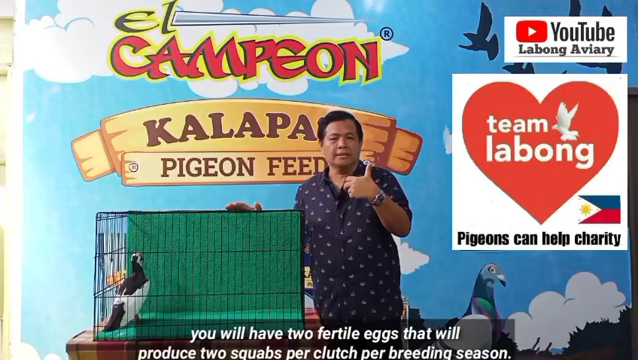 El
CAMPEON®
KALAPA
PIGEON FEED
YouTube
Labong Aviary
team
labong
Pigeons can help charity
you will have two fertile eggs that will
produce two squabs per clutch per breeding season.